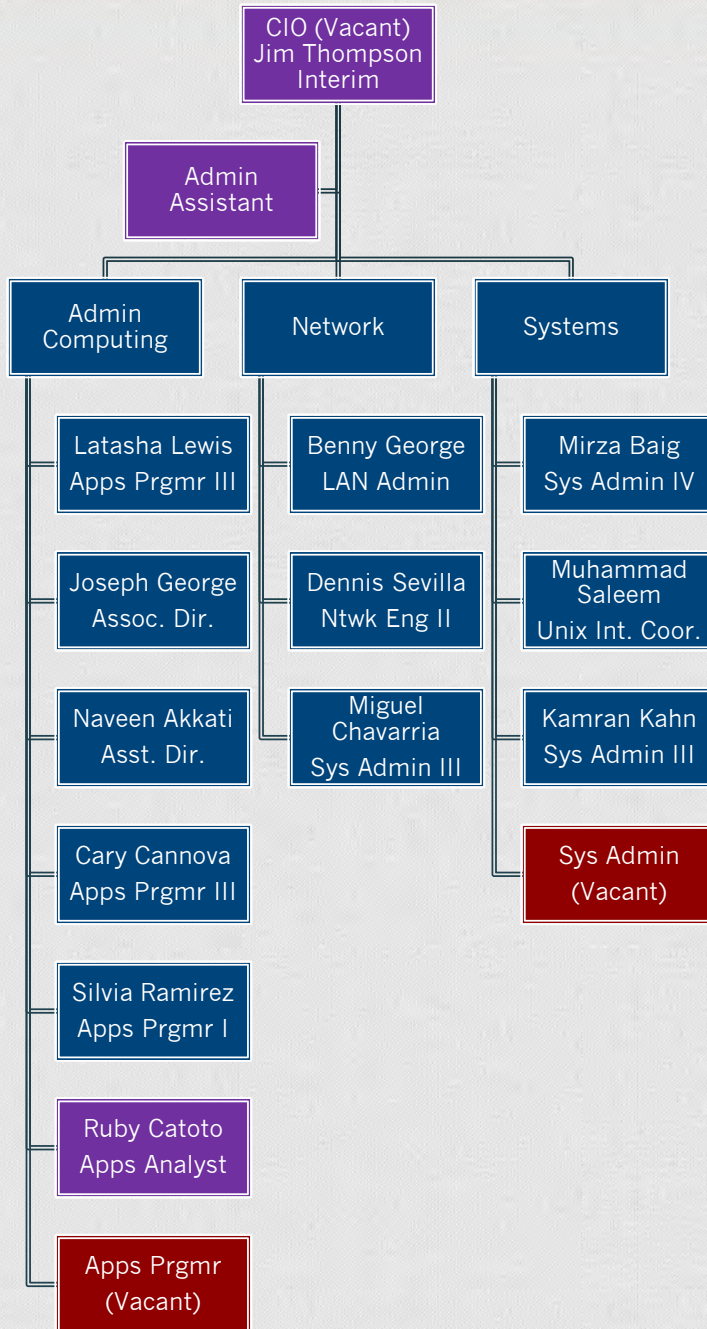 CIO (Vacant)
Jim Thompson
Interim
Admin
Assistant
Admin
Computing
Network
Systems
Latasha Lewis
Apps Prgmr III
Joseph George
Assoc. Dir.
Naveen Akkati
Asst. Dir.
Cary Cannova
Apps Prgmr III
Silvia Ramirez
Apps Prgmr I
Ruby Catoto
Apps Analyst
Apps Prgmr
(Vacant)
Benny George
LAN Admin
Dennis Sevilla
Ntwk Eng II
Miguel
Chavarria
Sys Admin III
Mirza Baig
Sys Admin IV
Muhammad
Saleem
Unix Int. Coor.
Kamran Kahn
Sys Admin III
Sys Admin
(Vacant)